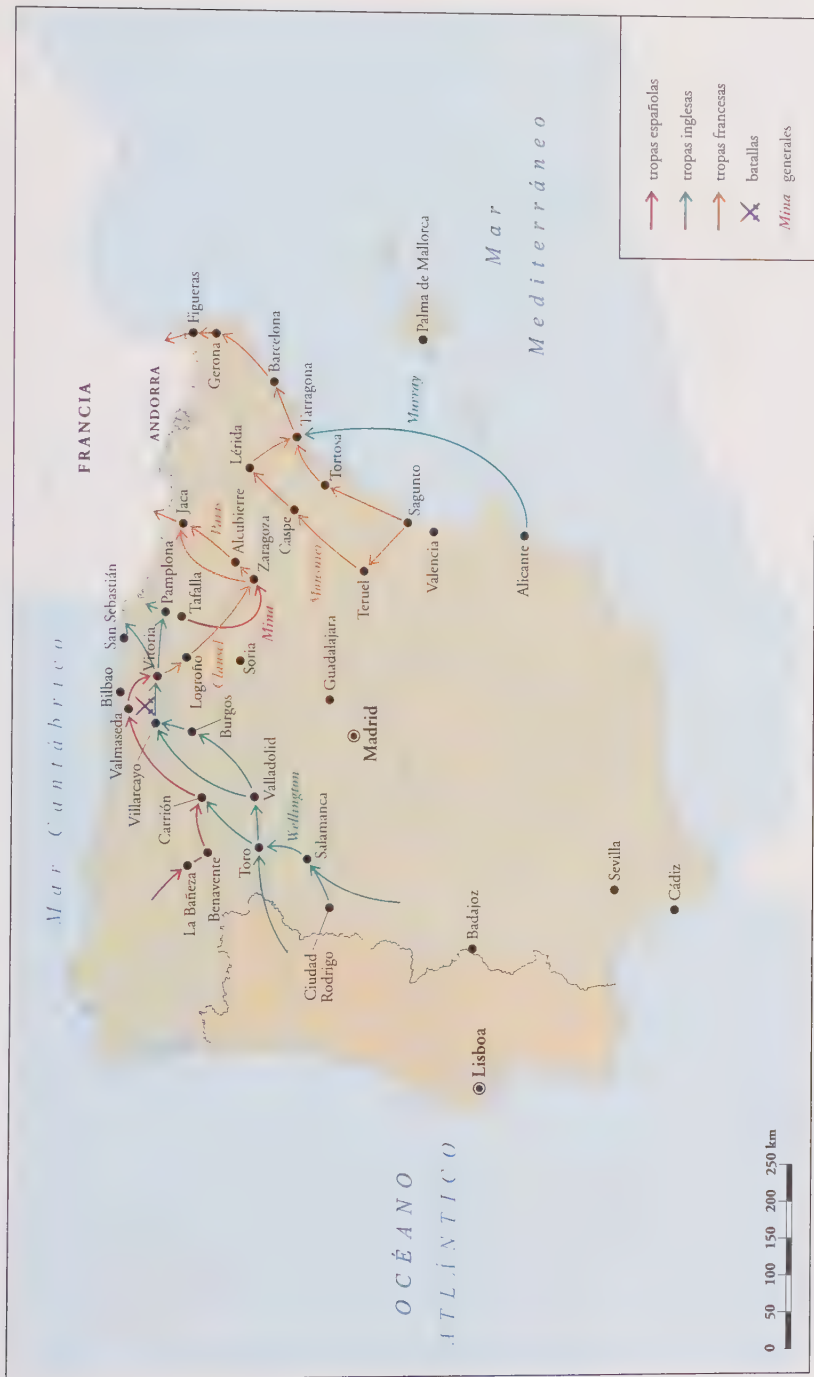 Mar Cantábrico
FRANCIA
ANDORRA
San Sebastián
Bilbao
Valmaseda
Villarcayo
Vitoria
Pamplona
Tafalla
Jaca
Figueras
Gerona
Carrión
Burgos
Logroño
Clausel
Soria
Mina
Zaragoza
Alcubierre
Paris
Lérida
Barcelona
Tarragona
La Bañeza
Benavente
Toro
Valladolid
Wellington
Salamanca
Caspe
Tortosa
Teruel
Sagunto
Valencia
Murray
Palma de Mallorca
Ciudad
Rodrigo
Guadalajara
Madrid
Alicante
Mar
Mediterráneo
Badajoz
Lisboa
Sevilla
Cádiz
OCÉANO
ATLÁNTICO
0 50 100 150 200 250 km
tropas españolas
tropas inglesas
tropas francesas
batallas
Mina generales